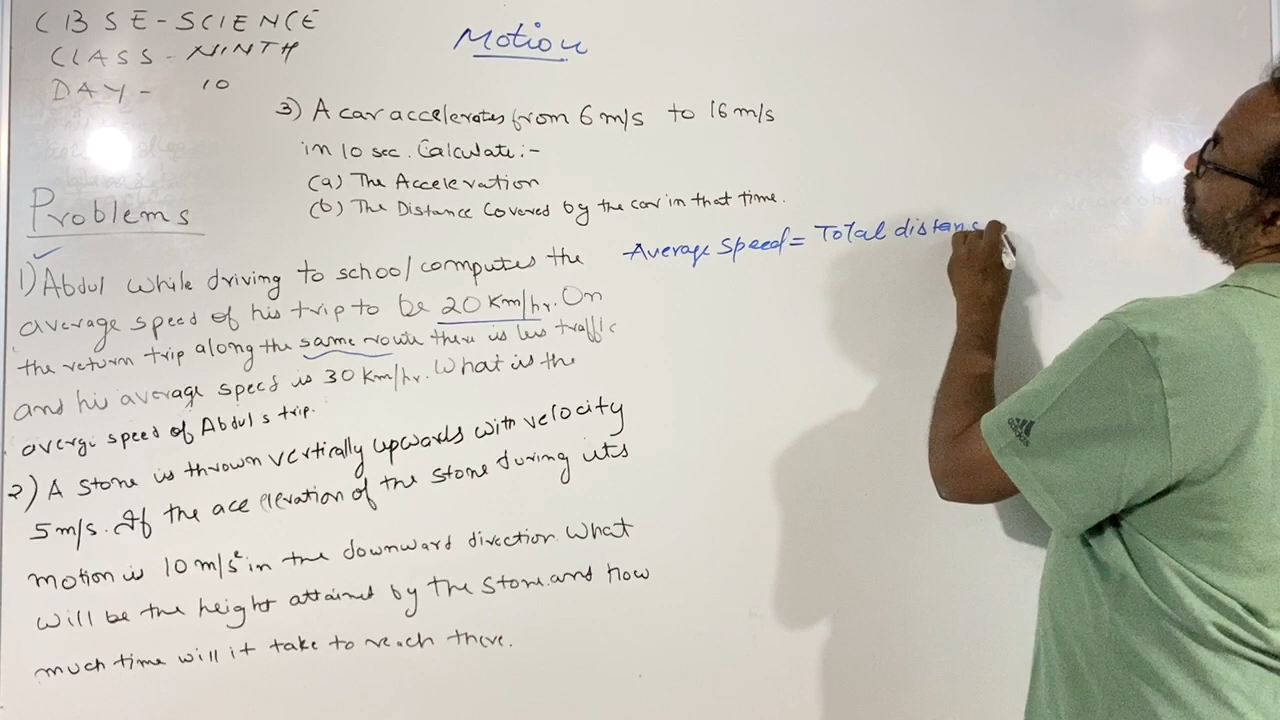 CBSE-SCIENCE
CLASS-NINTH
DAY- 10
Motion
3) A car accelerates from 6 m/s to 16 m/s
in 10 sec. Calculate:-
(a) The Acceleration
(b) The Distance Covered by the car in that time.
Problems
1) Abdul while driving to school computes the
average speed of his trip to be 20 Km/hr. On
the return trip along the same route there is less traffic
and his average speed is 30 km/hr. What is the
averge speed of Abdul s trip.
2) A stone is thrown vertically upwards with velocity
5 m/s. If the acceleration of the stone during its
motion is 10 m/s² in the downward direction. What
will be the height attained by the stone. and how
much time will it take to reach there.
Average speed = Total distanc
adidas